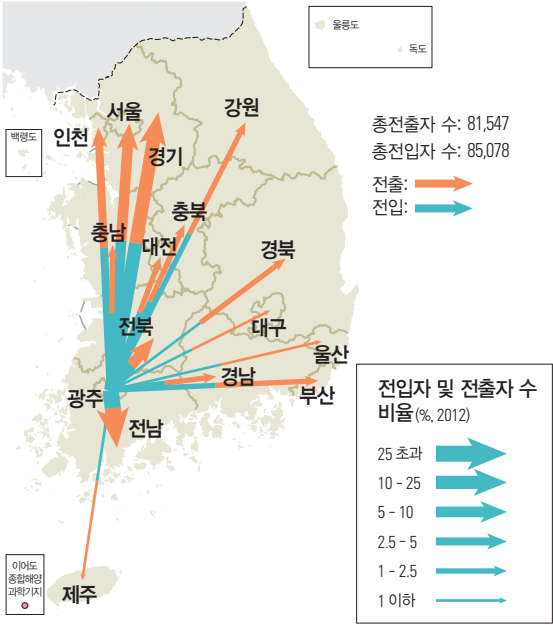 울릉도
독도
백령도
서울
인천
경기
강원
총전출자 수: 81,547
총전입자 수: 85,078
전출:
전입:
충북
충남
대전
경북
전북
대구
울산
경남
부산
광주
전남
제주
이어도
종합해양
과학기지
전입자 및 전출자 수
비율(%, 2012)
25 초과
10 – 25
5 – 10
2.5 – 5
1 – 2.5
1 이하